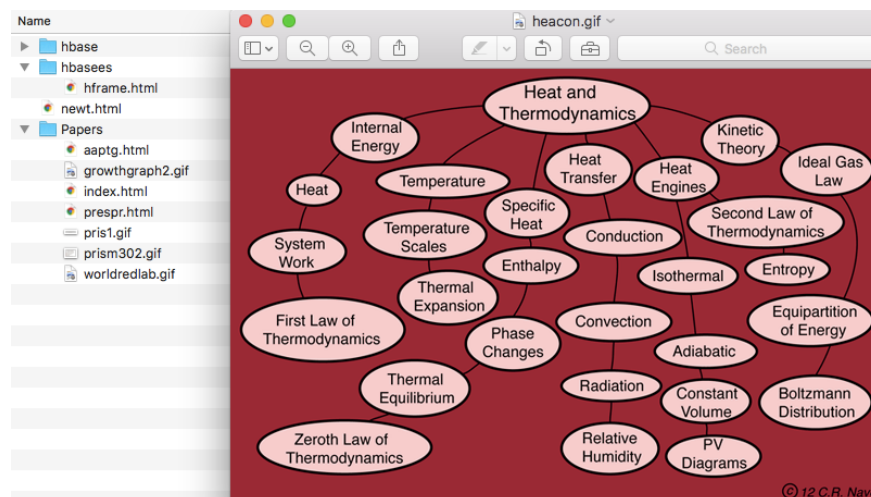 Name
hbase
hbasees
hframe.html
newt.html
Papers
aaptg.html
growthgraph2.gif
index.html
prespr.html
pris1.gif
prism302.gif
worldredlab.gif
heacon.gif
Search
Heat and
Thermodynamics
Internal
Energy
Heat
System
Work
First Law of
Thermodynamics
Temperature
Temperature
Scales
Thermal
Expansion
Specific
Heat
Enthalpy
Phase
Changes
Thermal
Equilibrium
Zeroth Law of
Thermodynamics
Heat
Transfer
Conduction
Convection
Radiation
Relative
Humidity
Heat
Engines
Isothermal
Adiabatic
Constant
Volume
PV
Diagrams
Second Law of
Thermodynamics
Entropy
Kinetic
Theory
Ideal Gas
Law
Equipartition
of Energy
Boltzmann
Distribution
© 12 C.R. Nav